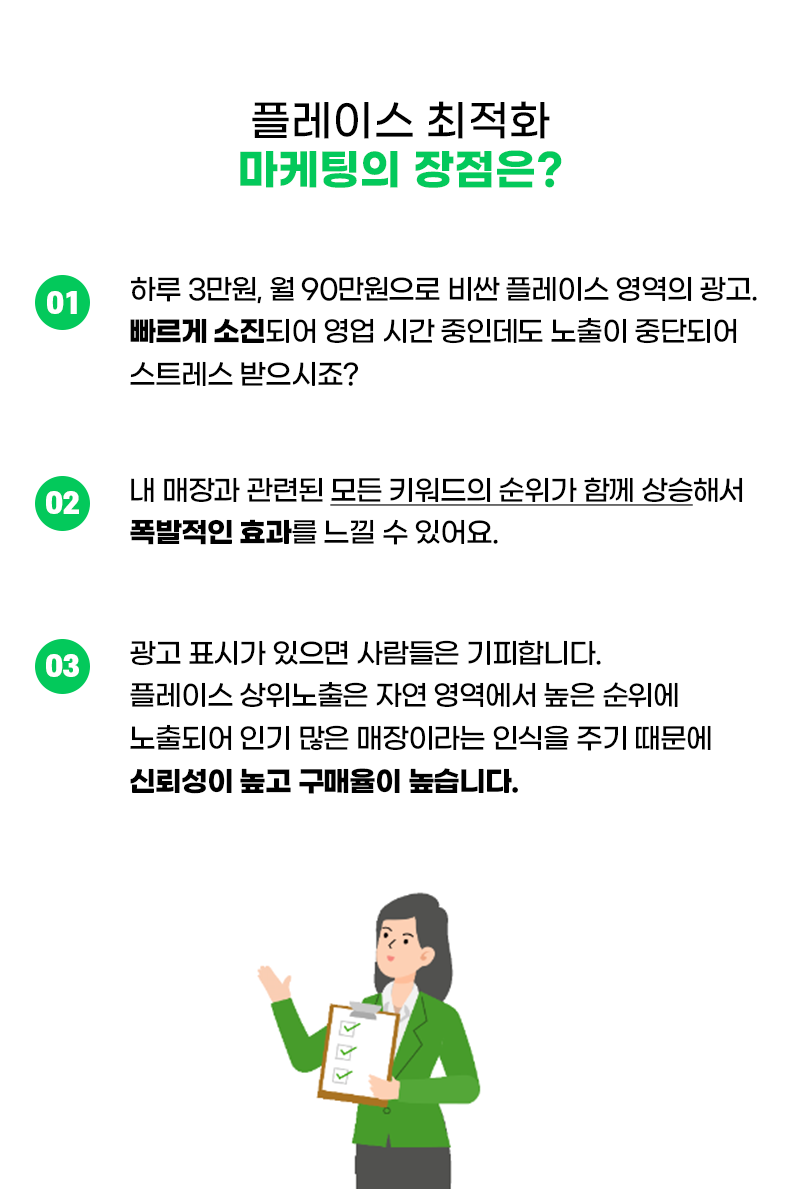 플레이스 최적화
마케팅의 장점은?
01
하루 3만원, 월 90만원으로 비싼 플레이스 영역의 광고.
빠르게 소진되어 영업 시간 중인데도 노출이 중단되어
스트레스 받으시죠?
02
내 매장과 관련된 모든 키워드의 순위가 함께 상승해서
폭발적인 효과를 느낄 수 있어요.
03
광고 표시가 있으면 사람들은 기피합니다.
플레이스 상위노출은 자연 영역에서 높은 순위에
노출되어 인기 많은 매장이라는 인식을 주기 때문에
신뢰성이 높고 구매율이 높습니다.